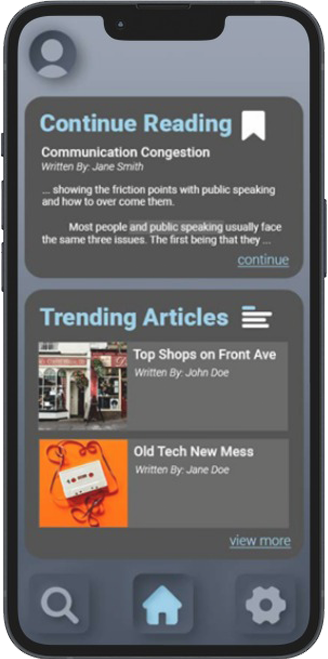 Continue Reading
Communication Congestion
Written By: Jane Smith
... showing the friction points with public speaking
and how to over come them.
Most people and public speaking usually face
the same three issues. The first being that they ...
continue
Trending Articles
Top Shops on Front Ave
Written By: John Doe
Old Tech New Mess
Written By: Jane Doe
view more